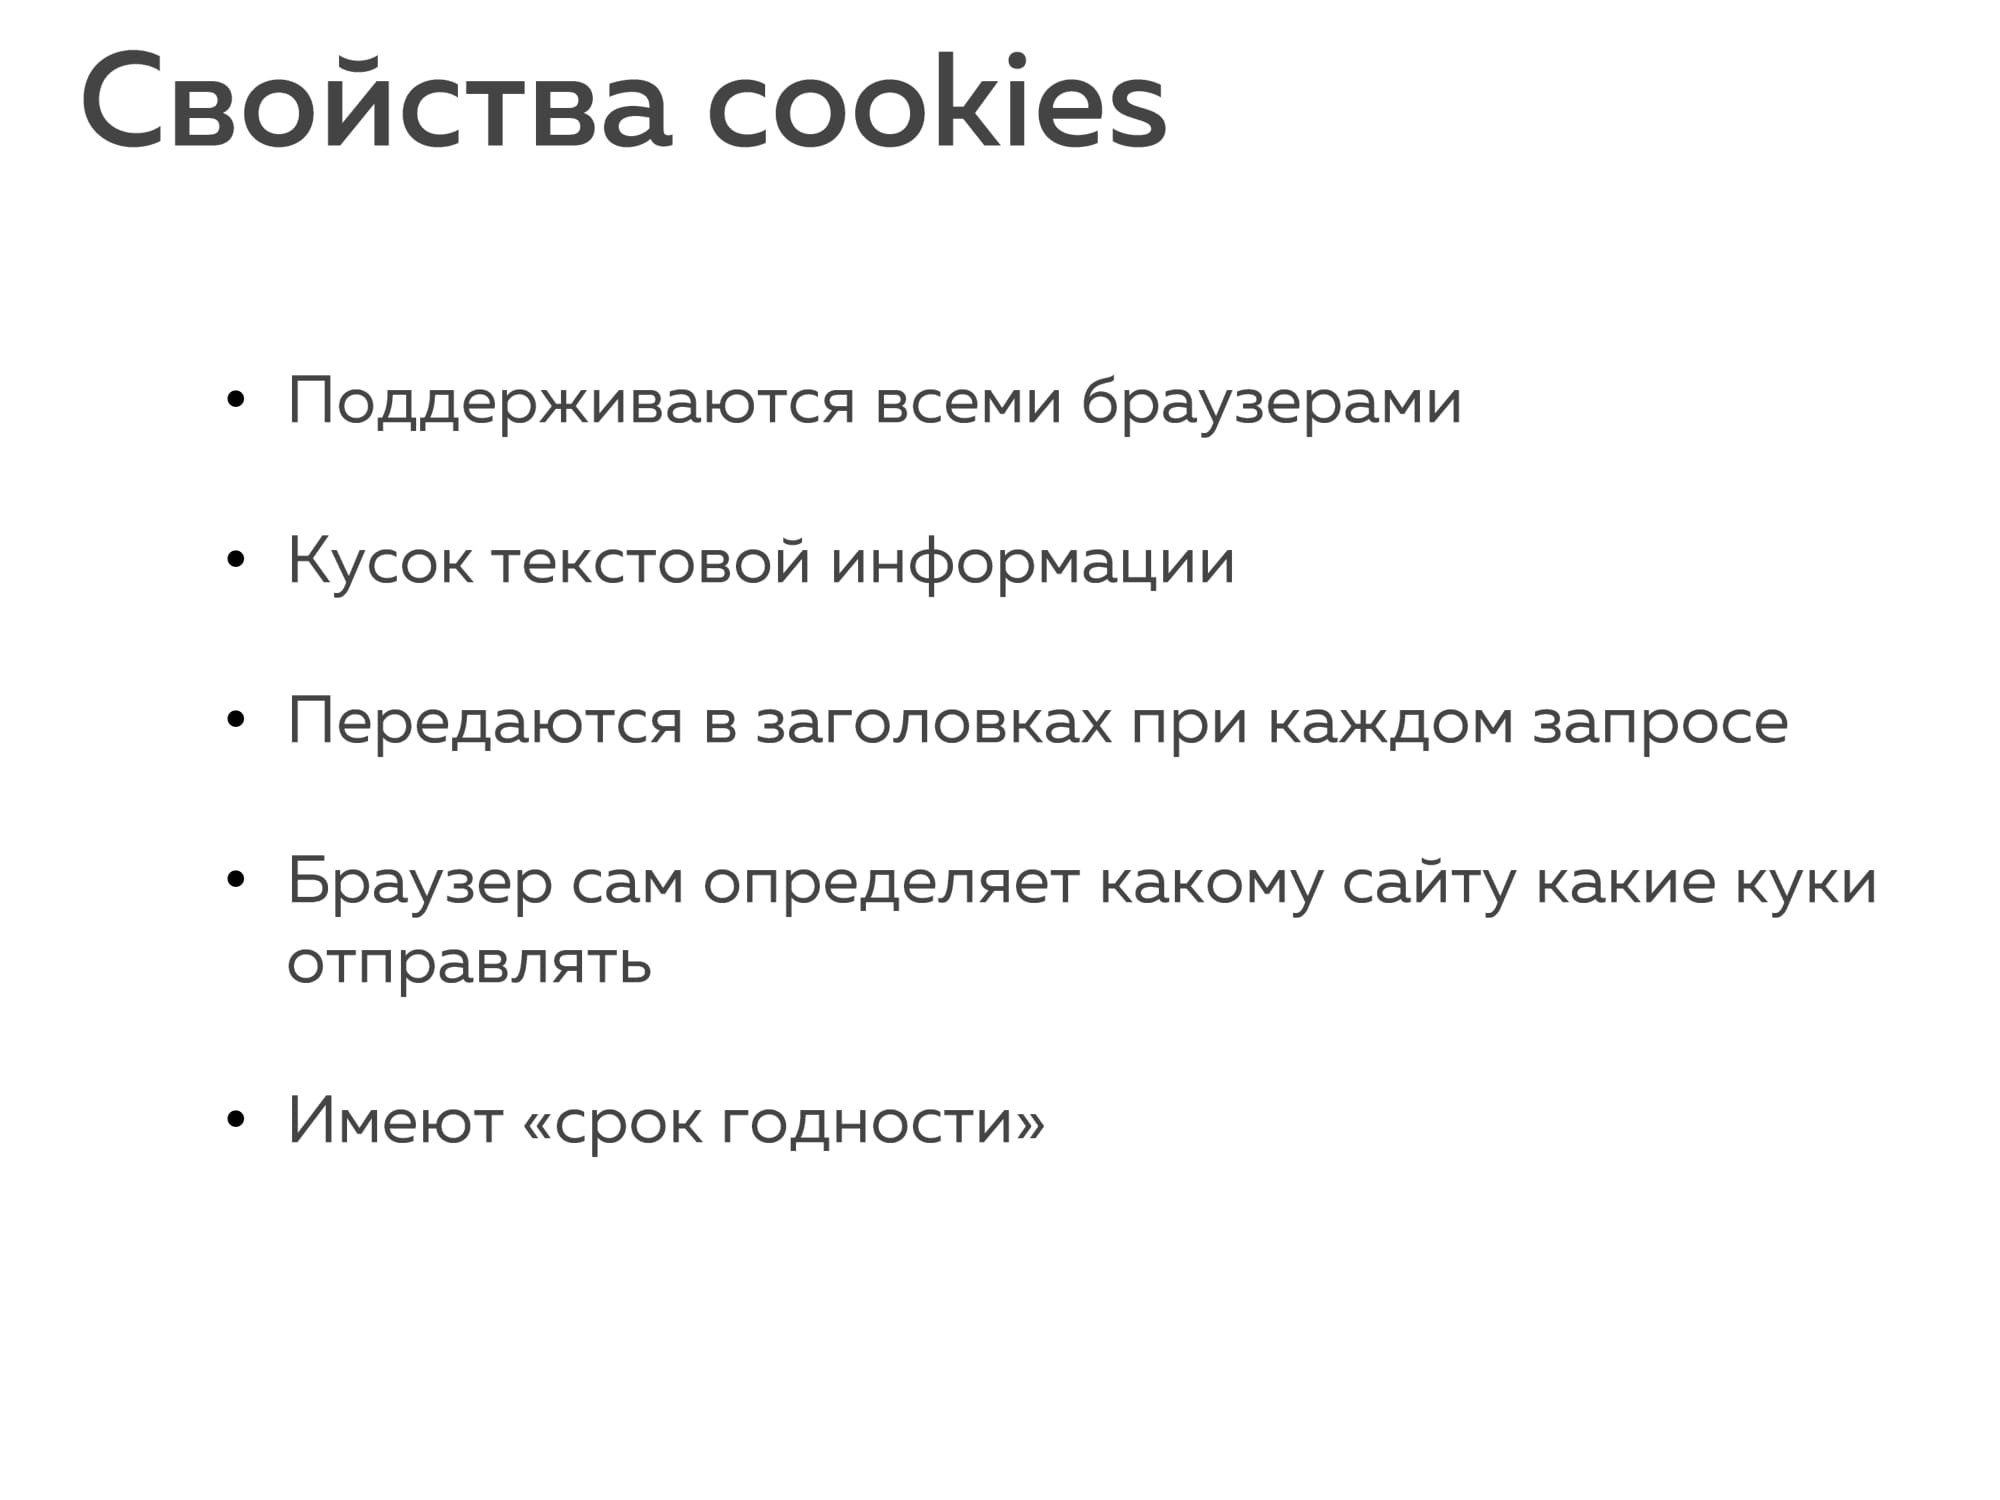 Свойства cookies
• Поддерживаются всеми браузерами
• Кусок текстовой информации
• Передаются в заголовках при каждом запросе
• Браузер сам определяет какому сайту какие куки
отправлять
• Имеют «срок годности»